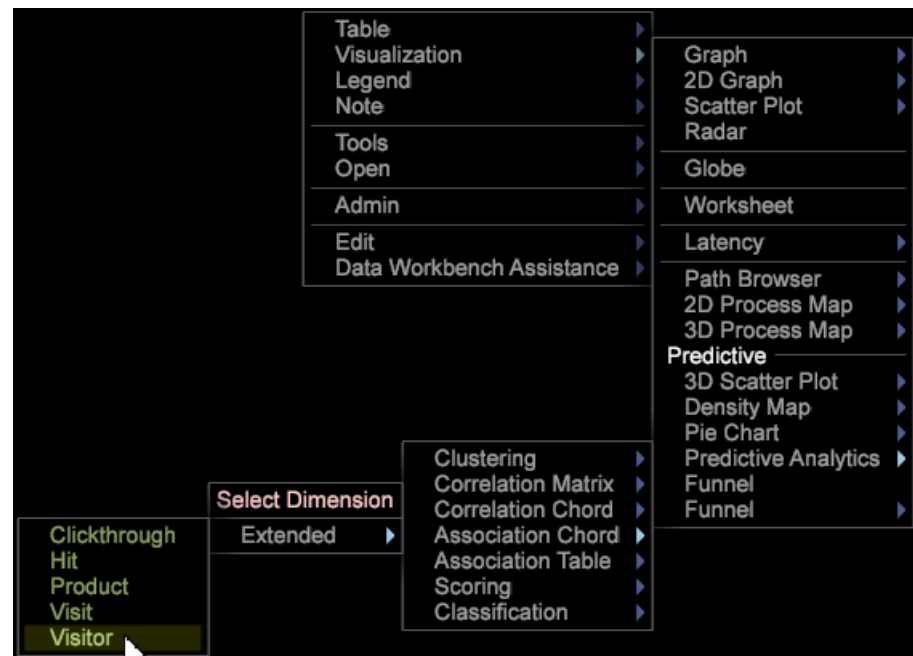 Table
Visualization
Legend
Note
Tools
Open
Admin
Edit
Data Workbench Assistance
Graph
2D Graph
Scatter Plot
Radar
Globe
Worksheet
Latency
Path Browser
2D Process Map
3D Process Map
Predictive
3D Scatter Plot
Density Map
Pie Chart
Predictive Analytics
Funnel
Funnel
Clustering
Correlation Matrix
Correlation Chord
Association Chord
Association Table
Scoring
Classification
Select Dimension
Extended
Clickthrough
Hit
Product
Visit
Visitor